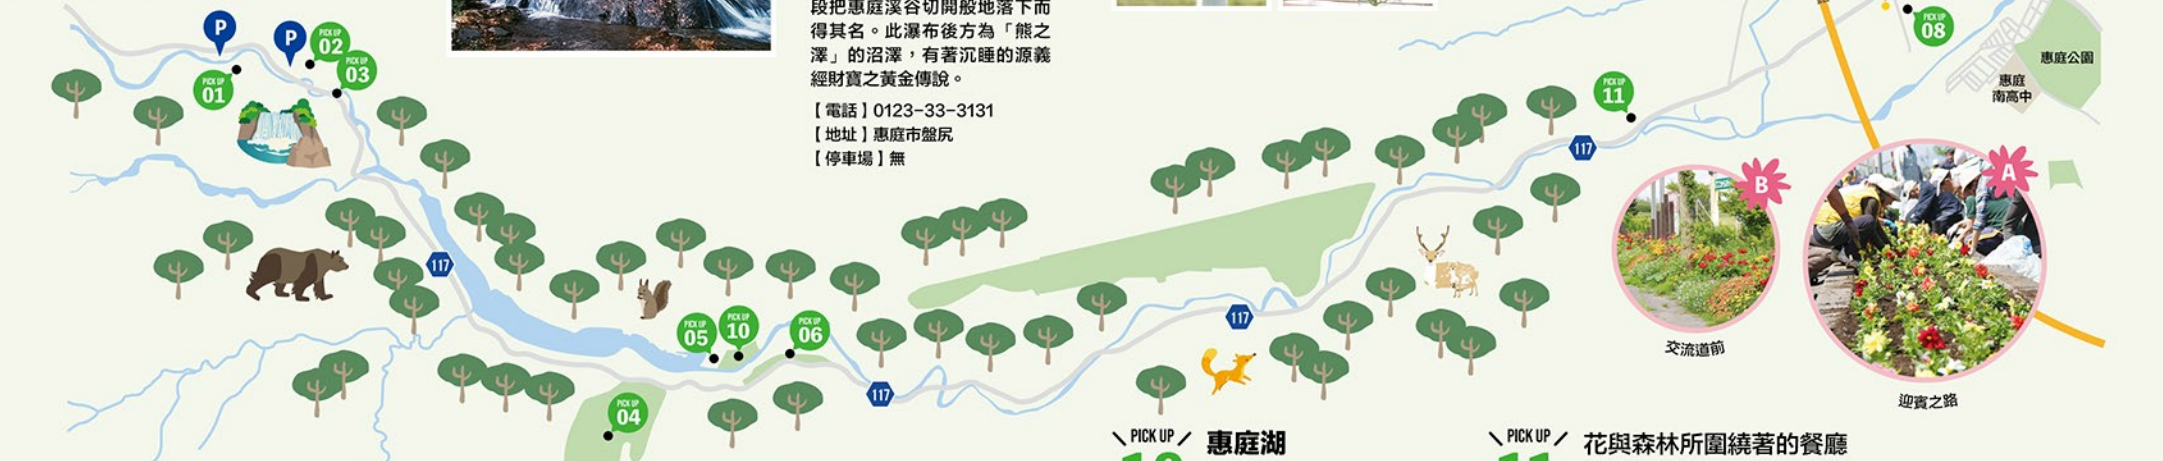 段把惠庭溪谷切開般地落下而
得其名。此瀑布後方為「熊之
澤」的沼澤，有著沉睡的源義
經財寶之黃金傳說。
【電話】0123-33-3131
【地址】惠庭市盤尻
【停車場】無
P
P
PICK UP
02
PICK UP
03
PICK UP
01
PICK UP
08
惠庭公園
惠庭
南高中
PICK UP
11
117
B
A
117
117
PICK UP
05
PICK UP
10
PICK UP
06
117
PICK UP
04
交流道前
迎賓之路
PICK UP
10
惠庭湖
PICK UP
11
花與森林所圍繞著的餐廳